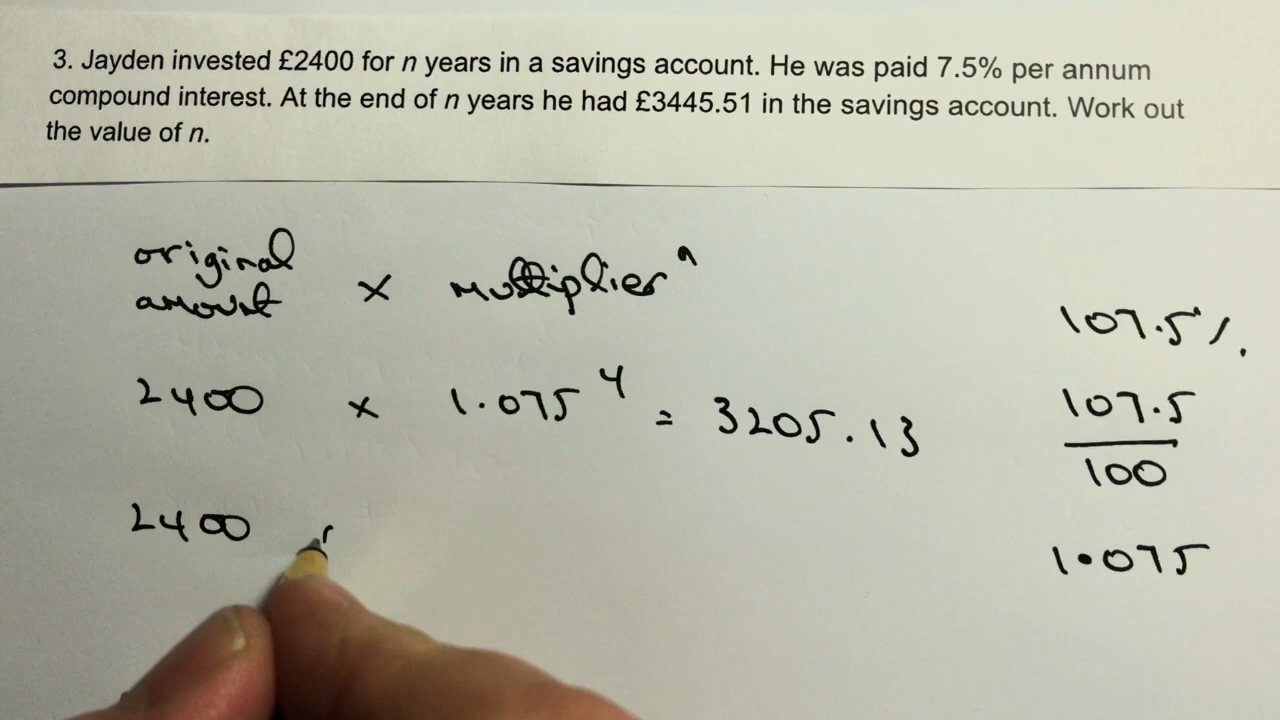 3. Jayden invested £2400 for n years in a savings account. He was paid 7.5% per annum
compound interest. At the end of n years he had £3445.51 in the savings account. Work out
the value of n.
original
amount × multiplier^n
107.5%
2400 × 1.075^4 = 3205.13
107.5
100
2400
1.075